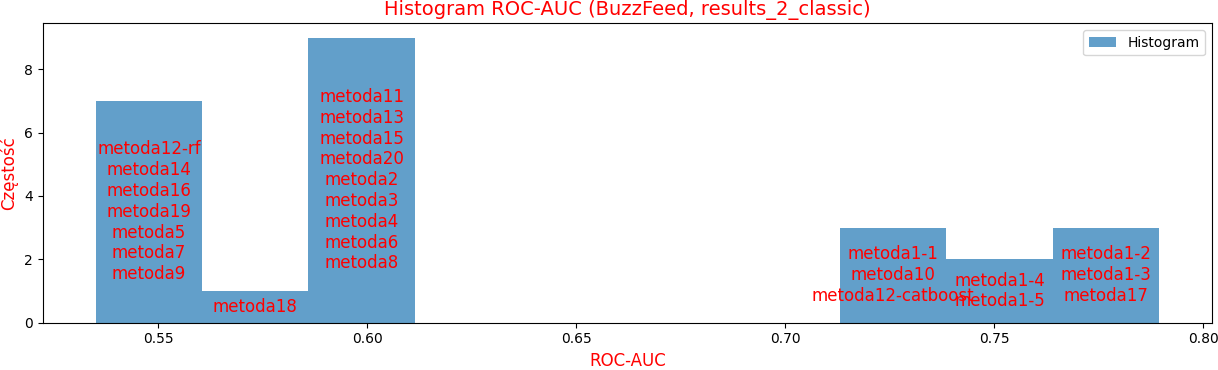 Histogram ROC-AUC (BuzzFeed, results_2_classic)
Histogram
Częstość
8
6
4
2
0
metoda12-rf
metoda14
metoda16
metoda19
metoda5
metoda7
metoda9
metoda18
metoda11
metoda13
metoda15
metoda20
metoda2
metoda3
metoda4
metoda6
metoda8
metoda1-1
metoda10
metoda12-catboost
metoda1-4
metoda1-5
metoda1-2
metoda1-3
metoda17
0.55 0.60 0.65 0.70 0.75 0.80
ROC-AUC